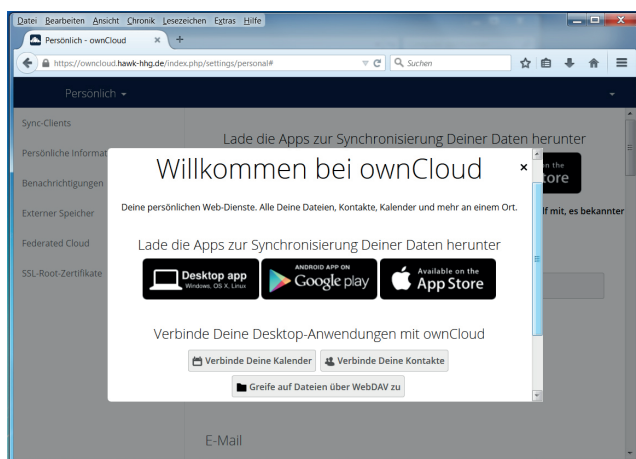 Datei Bearbeiten Ansicht Chronik Lesezeichen Extras Hilfe
Persönlich - ownCloud
https://owncloud.hawk-hhg.de/index.php/settings/personal#
Suchen
Persönlich
Sync-Clients
Lade die Apps zur Synchronisierung Deiner Daten herunter
Persönliche Informat
Benachrichtigungen
Externer Speicher
Federated Cloud
SSL-Root-Zertifikate
on the
tore
lf mit, es bekannter
Willkommen bei ownCloud
Deine persönlichen Web-Dienste. Alle Deine Dateien, Kontakte, Kalender und mehr an einem Ort.
Lade die Apps zur Synchronisierung Deiner Daten herunter
Desktop app
Windows, OS X, Linux
ANDROID APP ON
Google play
Available on the
App Store
Verbinde Deine Desktop-Anwendungen mit ownCloud
Verbinde Deine Kalender
Verbinde Deine Kontakte
Greife auf Dateien über WebDAV zu
E-Mail